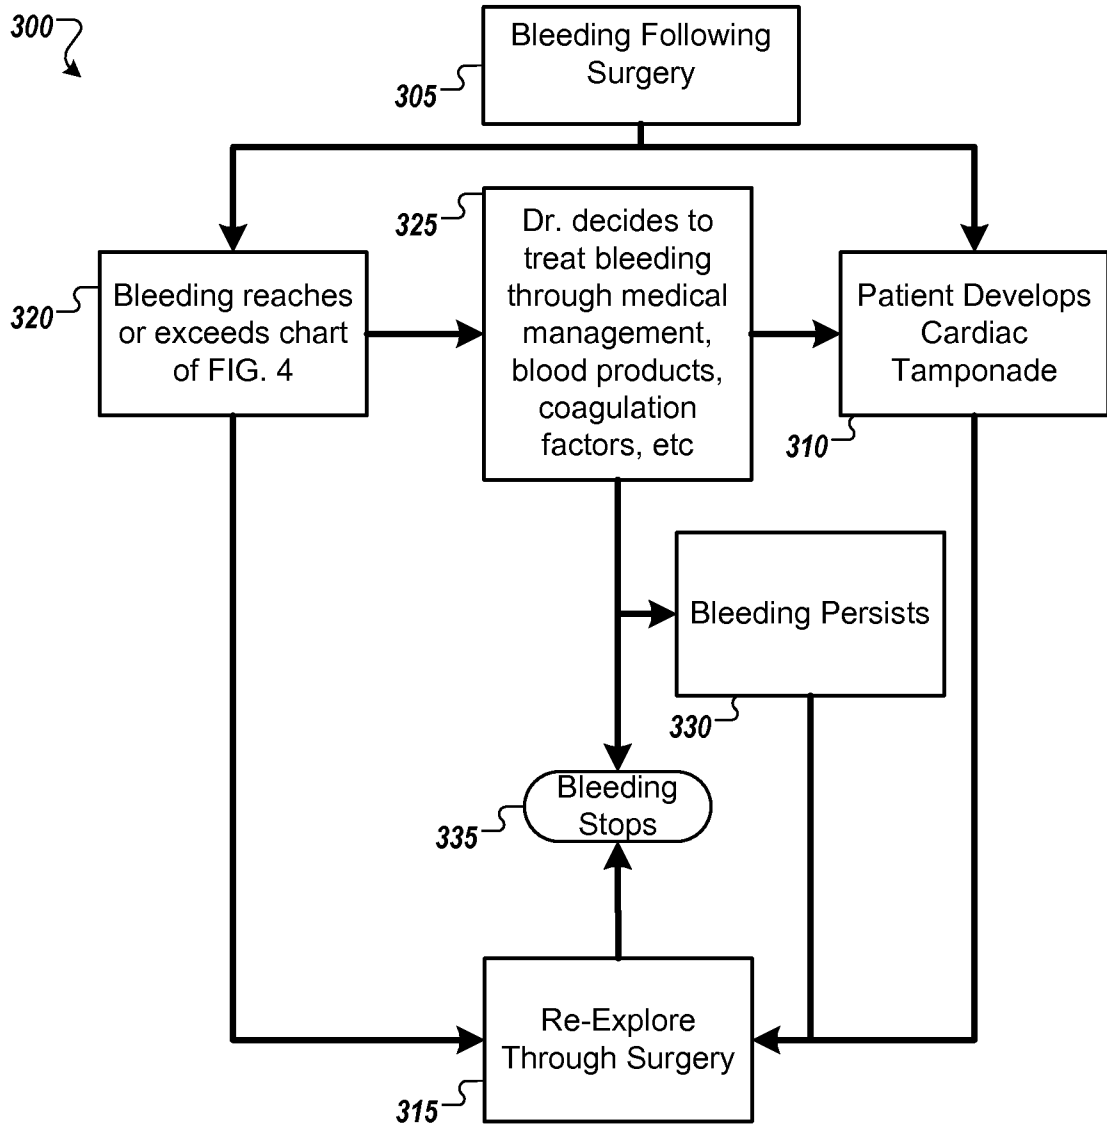 300
Bleeding Following
Surgery
305
325
Dr. decides to
treat bleeding
through medical
management,
blood products,
coagulation
factors, etc
320
Bleeding reaches
or exceeds chart
of FIG. 4
Patient Develops
Cardiac
Tamponade
310
Bleeding Persists
330
Bleeding
Stops
335
Re-Explore
Through Surgery
315